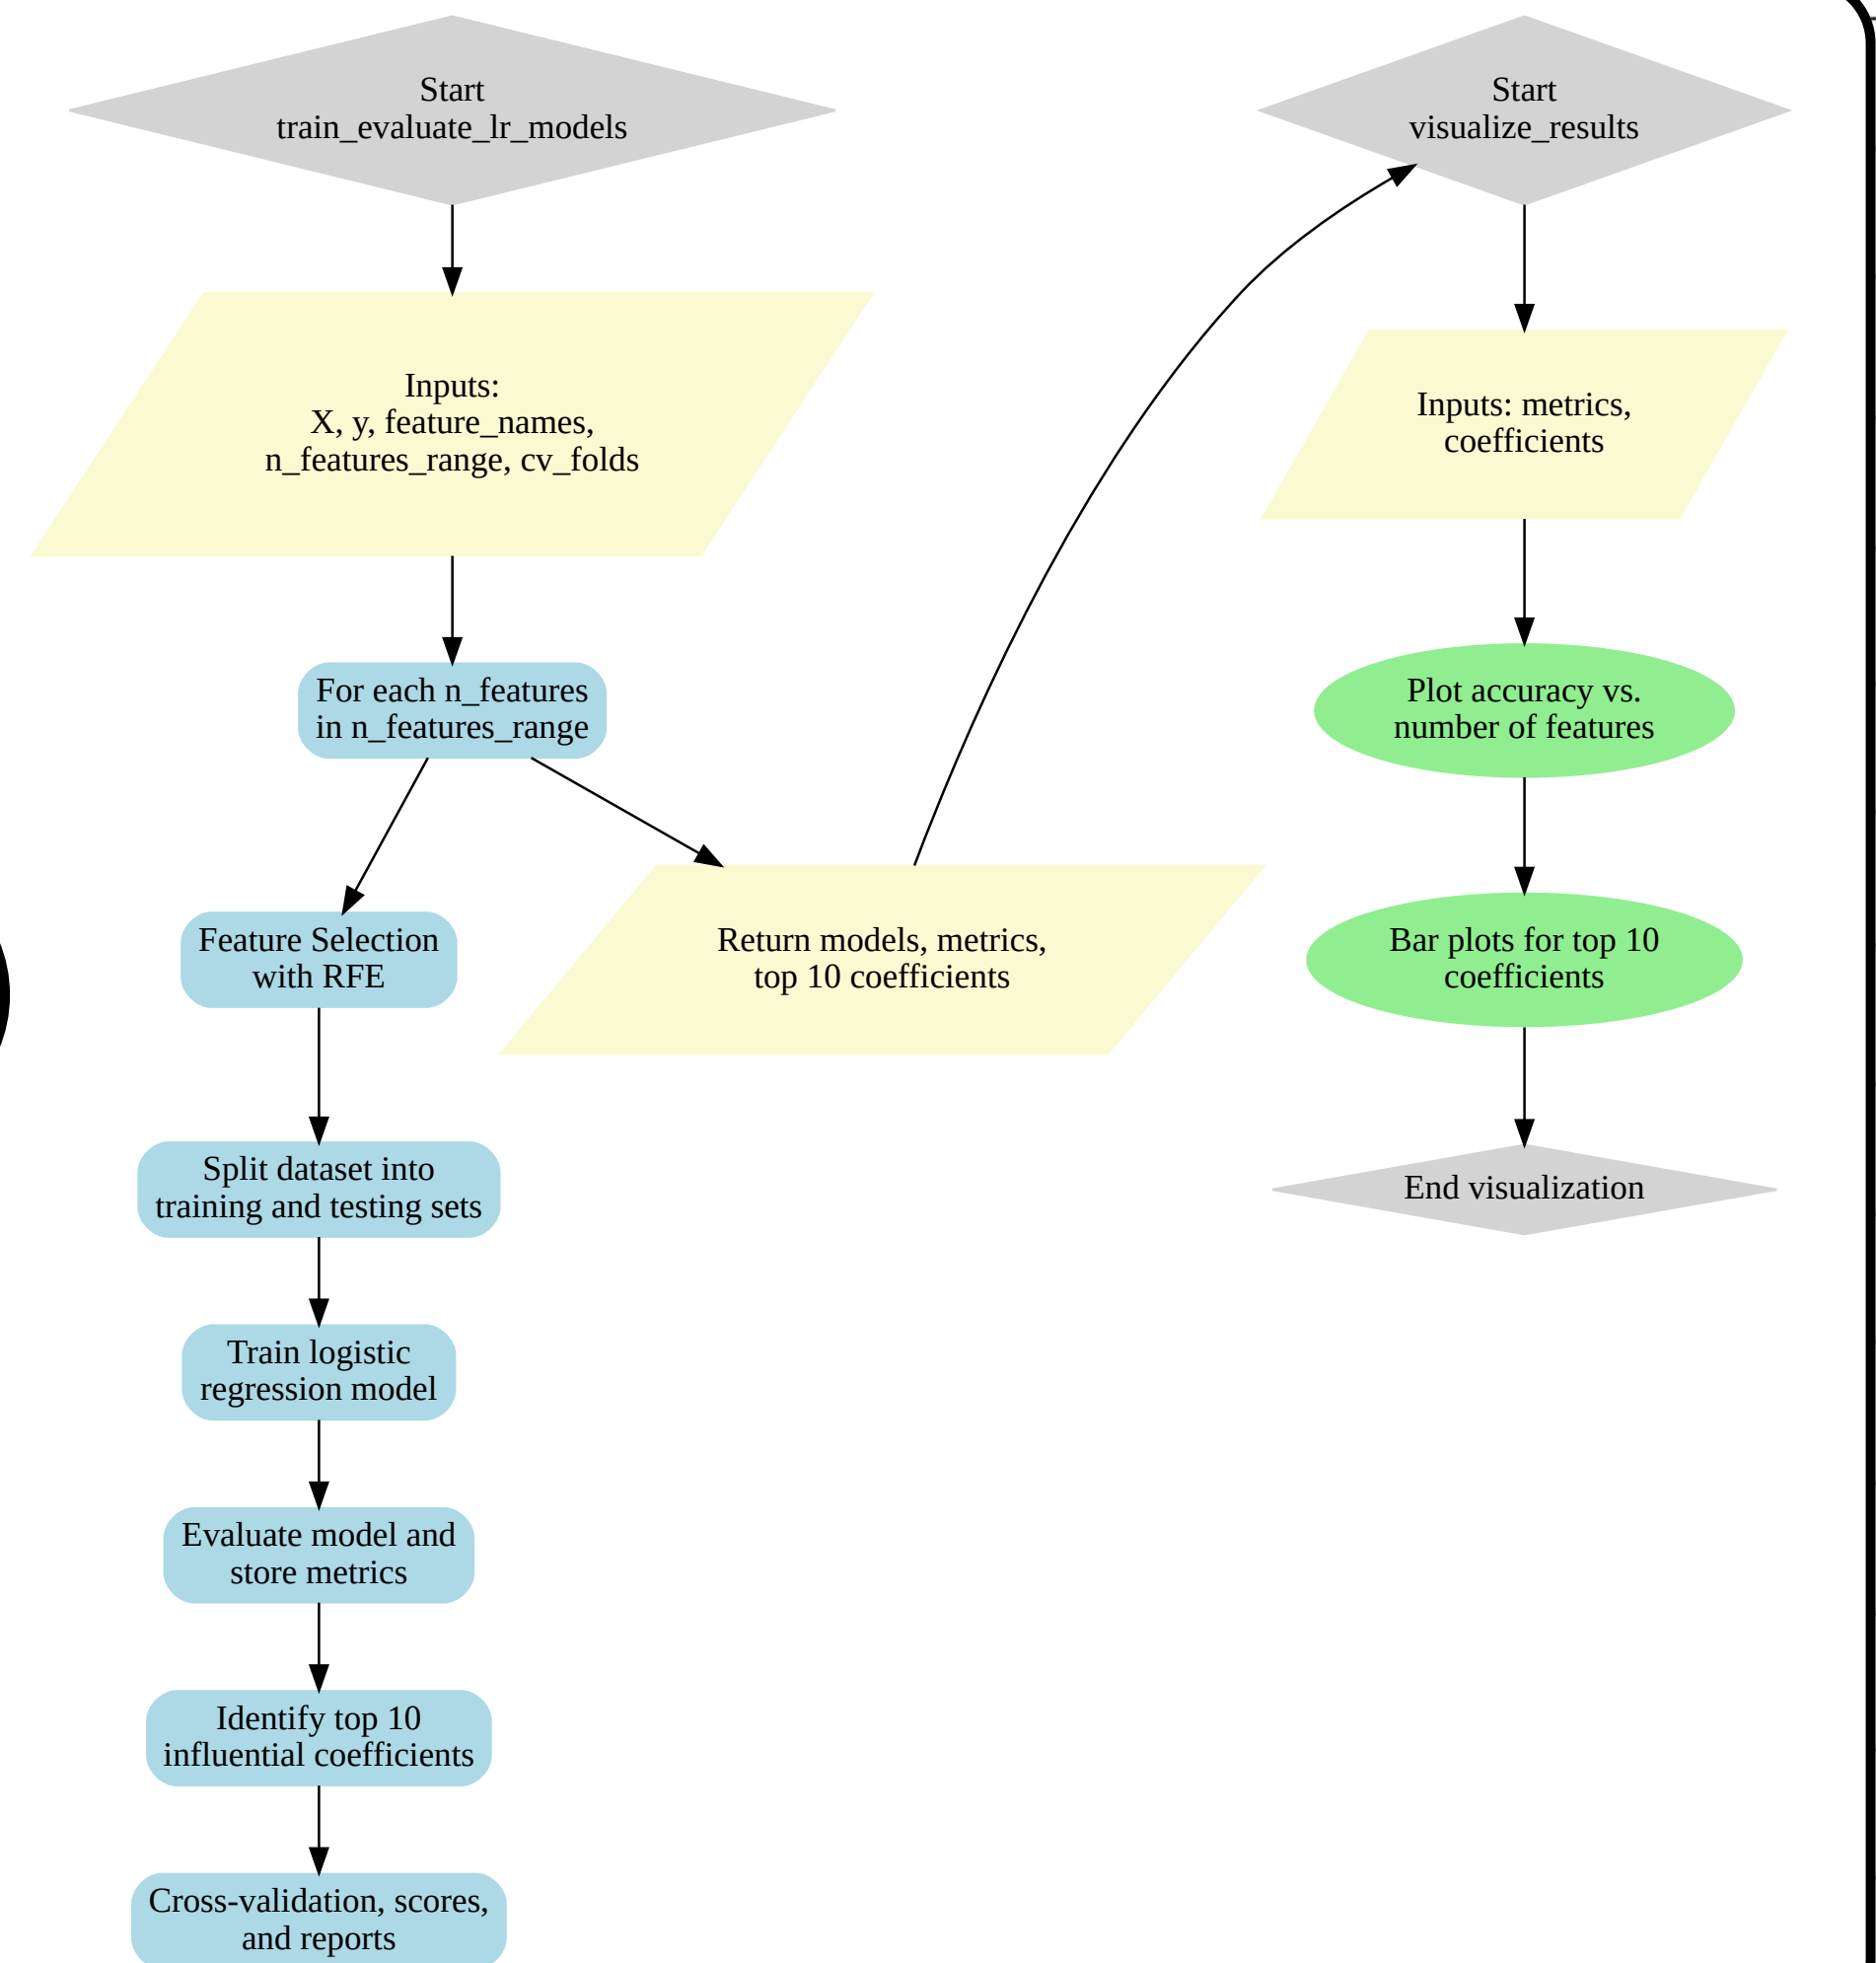 Start
train_evaluate_lr_models
Inputs:
X, y, feature_names,
n_features_range, cv_folds
For each n_features
in n_features_range
Feature Selection
with RFE
Return models, metrics,
top 10 coefficients
Split dataset into
training and testing sets
Train logistic
regression model
Evaluate model and
store metrics
Identify top 10
influential coefficients
Cross-validation, scores,
and reports
Start
visualize_results
Inputs: metrics,
coefficients
Plot accuracy vs.
number of features
Bar plots for top 10
coefficients
End visualization